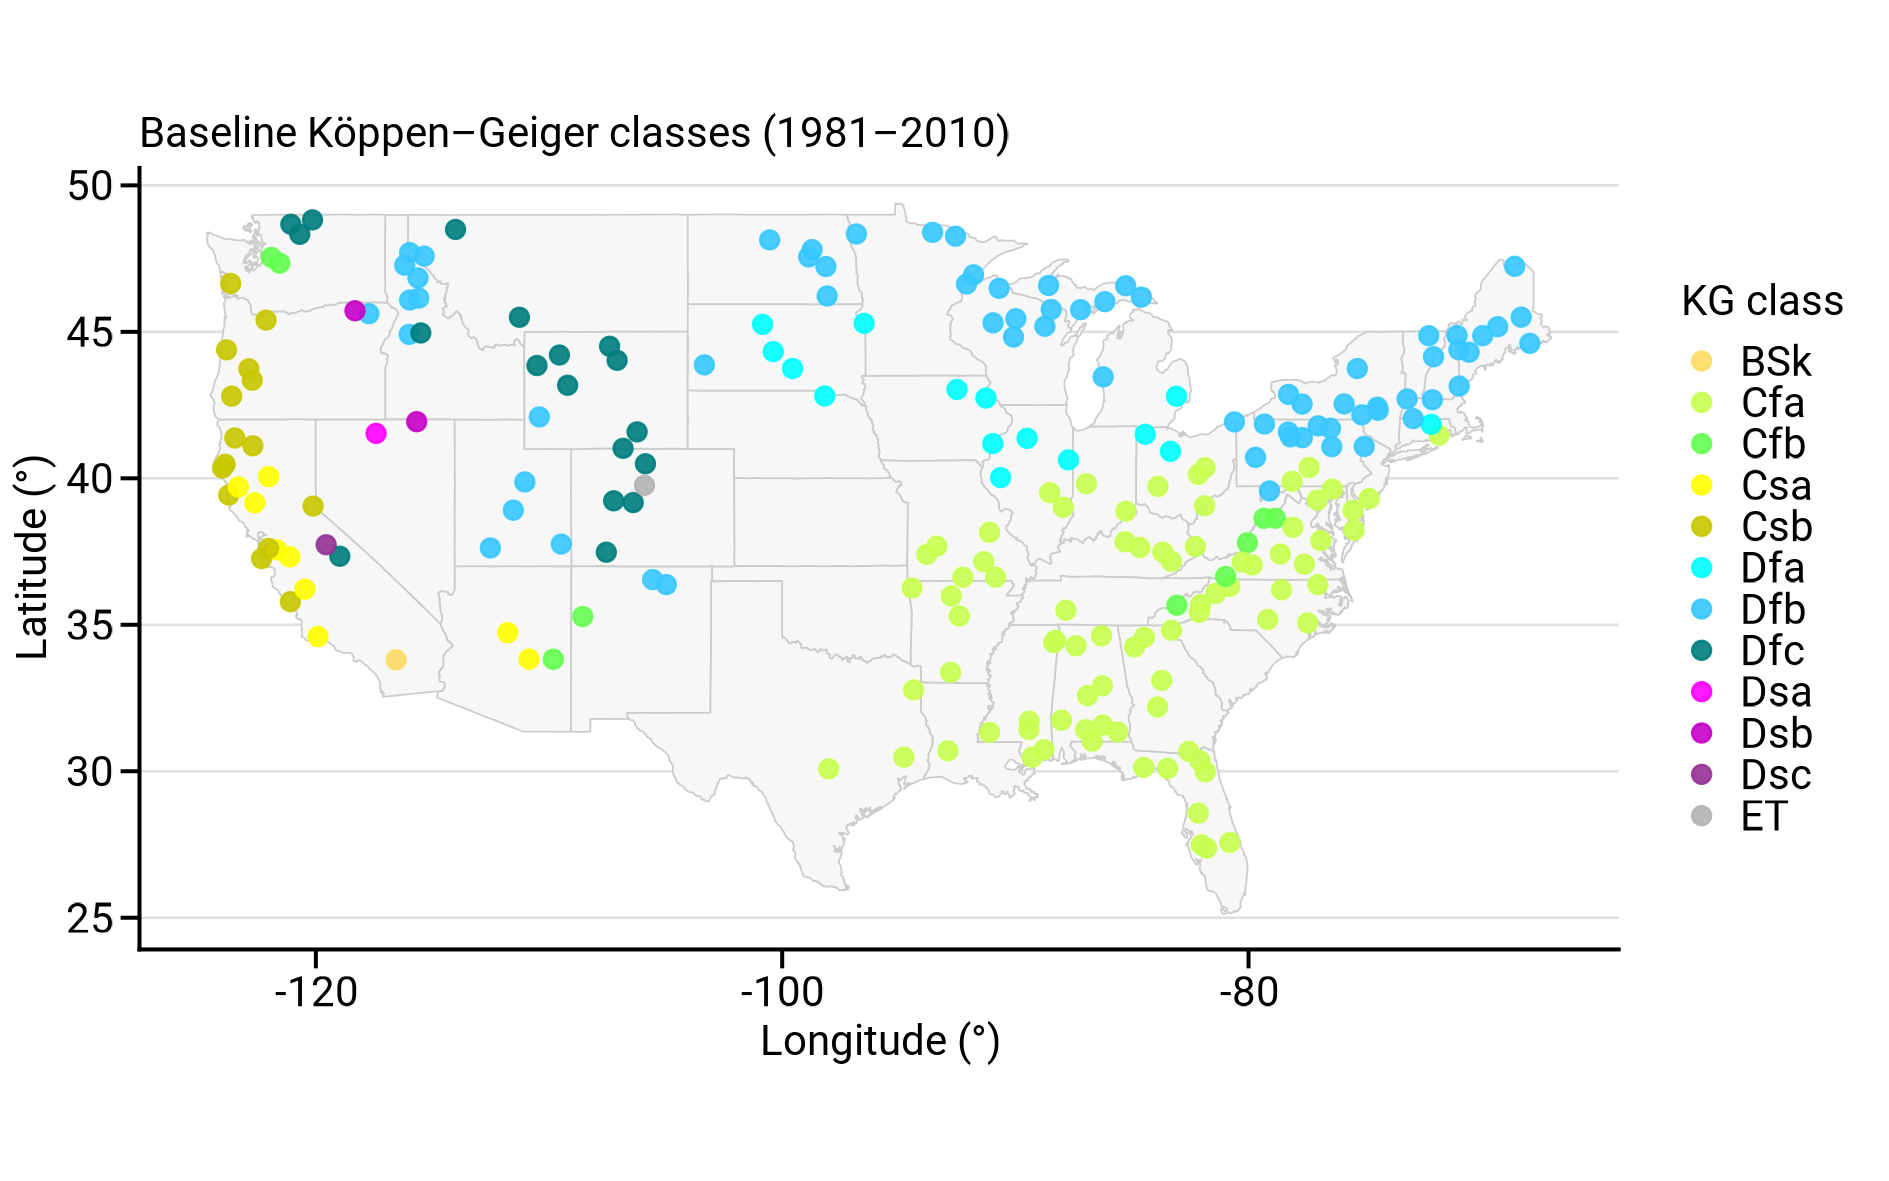 Baseline Köppen–Geiger classes (1981–2010)
50
45
40
35
30
25
Latitude (°)
-120
-100
-80
Longitude (°)
KG class
BSk
Cfa
Cfb
Csa
Csb
Dfa
Dfb
Dfc
Dsa
Dsb
Dsc
ET